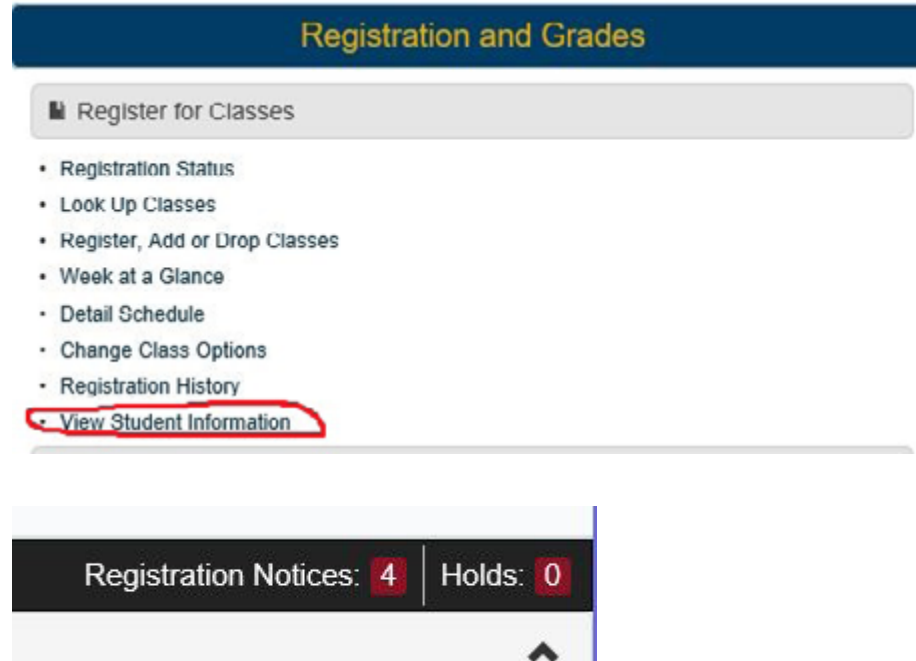 Registration and Grades
Register for Classes
Registration Status
Look Up Classes
Register, Add or Drop Classes
Week at a Glance
Detail Schedule
Change Class Options
Registration History
View Student Information
Registration Notices: 4 Holds: 0